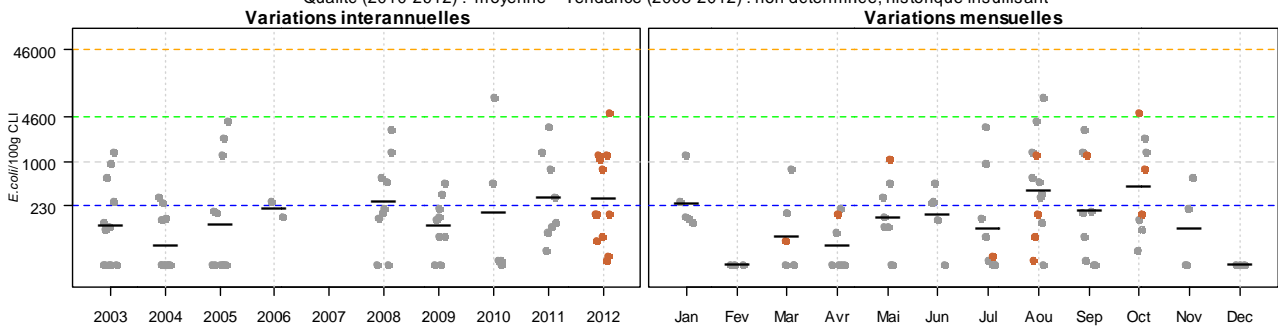 Qualité (2010-2012) : moyenne - Tendance (2003-2012) : non déterminée, historique insuffisant
Variations interannuelles
Variations mensuelles
E.coli/100g CLI
46000
4600
1000
230
2003 2004 2005 2006 2007 2008 2009 2010 2011 2012
Jan Fev Mar Avr Mai Jun Jul Aou Sep Oct Nov Dec